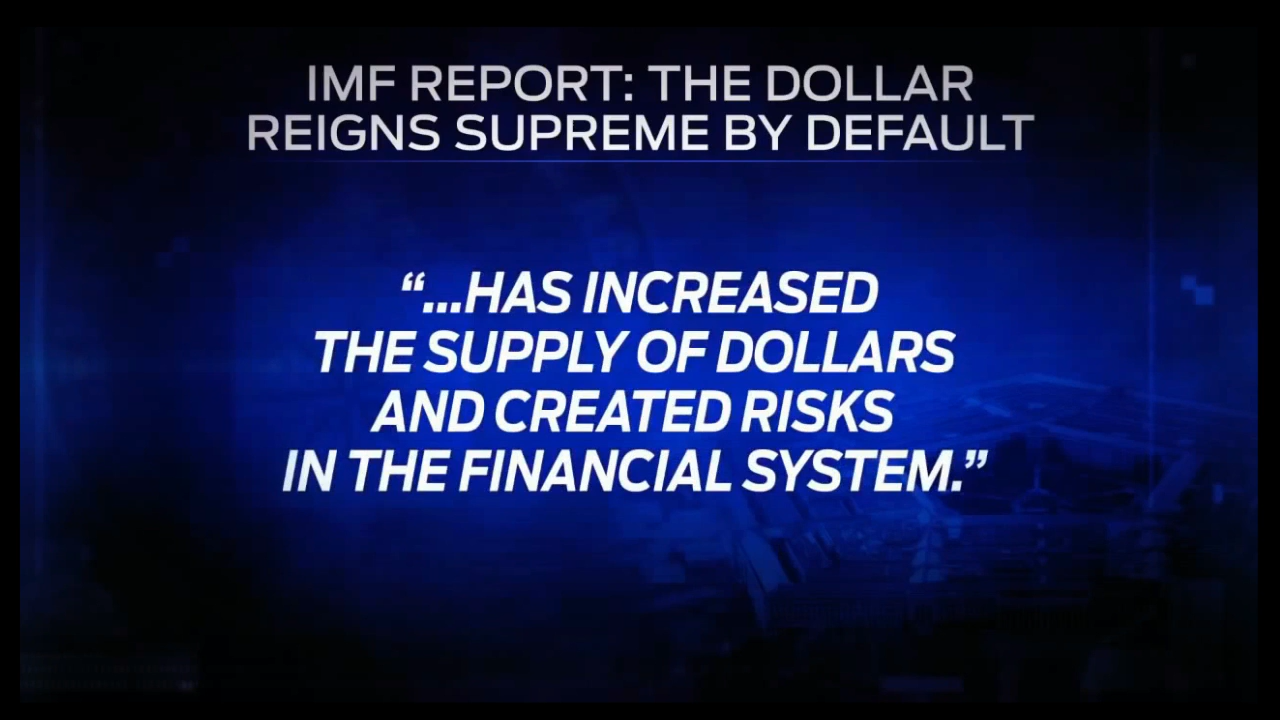 IMF REPORT: THE DOLLAR
REIGNS SUPREME BY DEFAULT
“...HAS INCREASED
THE SUPPLY OF DOLLARS
AND CREATED RISKS
IN THE FINANCIAL SYSTEM.”